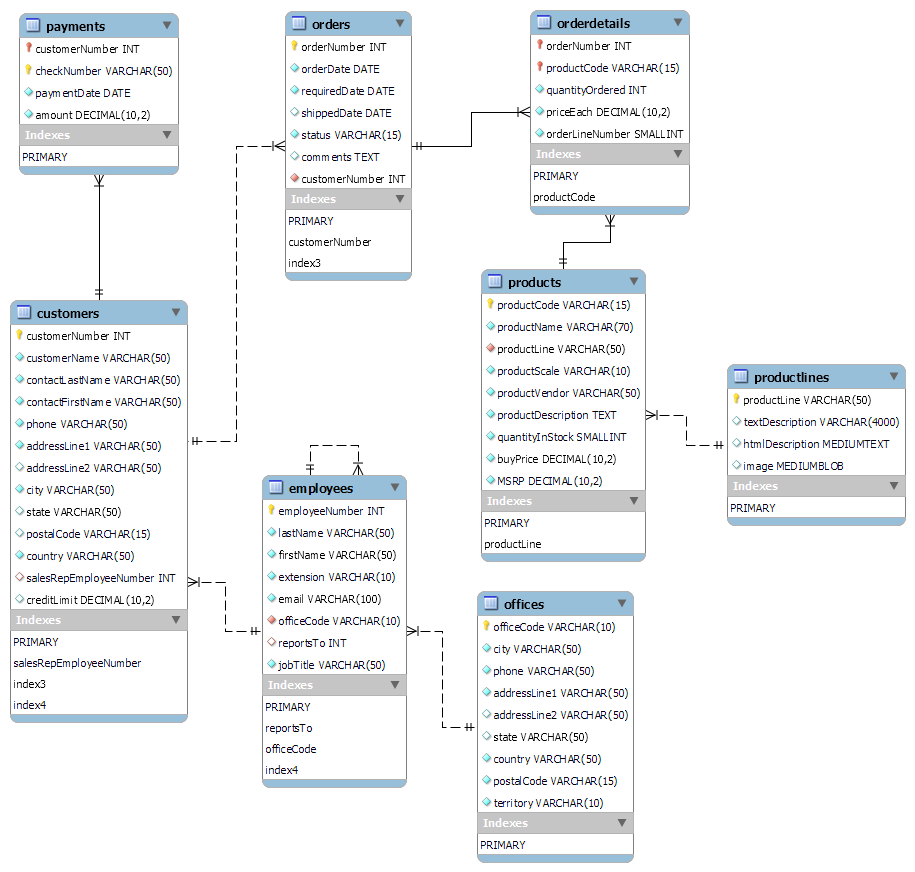 payments
customerNumber INT
checkNumber VARCHAR(50)
paymentDate DATE
amount DECIMAL(10,2)
Indexes
PRIMARY
orders
orderNumber INT
orderDate DATE
requiredDate DATE
shippedDate DATE
status VARCHAR(15)
comments TEXT
customerNumber INT
Indexes
PRIMARY
customerNumber
index3
orderdetails
orderNumber INT
productCode VARCHAR(15)
quantityOrdered INT
priceEach DECIMAL(10,2)
orderLineNumber SMALLINT
Indexes
PRIMARY
productCode
customers
customerNumber INT
customerName VARCHAR(50)
contactLastName VARCHAR(50)
contactFirstName VARCHAR(50)
phone VARCHAR(50)
addressLine1 VARCHAR(50)
addressLine2 VARCHAR(50)
city VARCHAR(50)
state VARCHAR(50)
postalCode VARCHAR(15)
country VARCHAR(50)
salesRepEmployeeNumber INT
creditLimit DECIMAL(10,2)
Indexes
PRIMARY
salesRepEmployeeNumber
index3
index4
products
productCode VARCHAR(15)
productName VARCHAR(70)
productLine VARCHAR(50)
productScale VARCHAR(10)
productVendor VARCHAR(50)
productDescription TEXT
quantityInStock SMALLINT
buyPrice DECIMAL(10,2)
MSRP DECIMAL(10,2)
Indexes
PRIMARY
productLine
productlines
productLine VARCHAR(50)
textDescription VARCHAR(4000)
htmlDescription MEDIUMTEXT
image MEDIUMBLOB
Indexes
PRIMARY
employees
employeeNumber INT
lastName VARCHAR(50)
firstName VARCHAR(50)
extension VARCHAR(10)
email VARCHAR(100)
officeCode VARCHAR(10)
reportsTo INT
jobTitle VARCHAR(50)
Indexes
PRIMARY
reportsTo
officeCode
index4
offices
officeCode VARCHAR(10)
city VARCHAR(50)
phone VARCHAR(50)
addressLine1 VARCHAR(50)
addressLine2 VARCHAR(50)
state VARCHAR(50)
country VARCHAR(50)
postalCode VARCHAR(15)
territory VARCHAR(10)
Indexes
PRIMARY